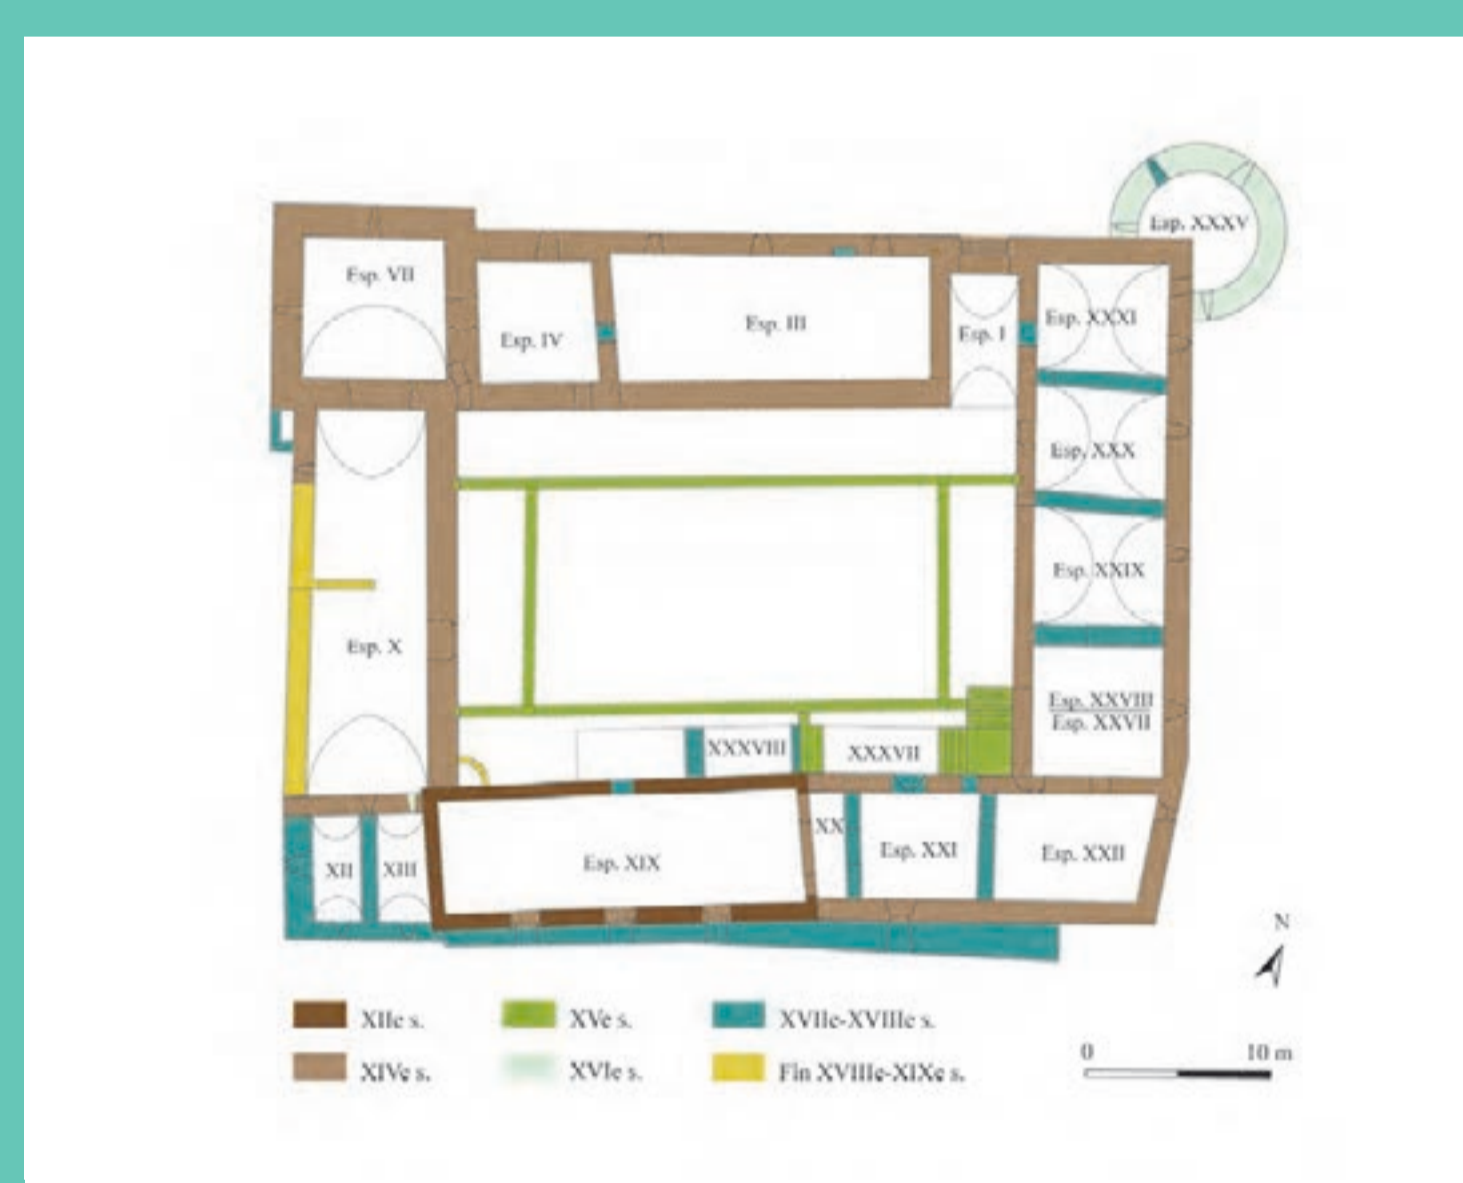 Esp. XXXV
Esp. VII
Esp. IV
Esp. III
Esp. I
Esp. XXXI
Esp. XXX
Esp. XXIX
Esp. X
Esp. XXVIII
Esp. XXVII
XXXVIII
XXXVII
XII
XIII
Esp. XIX
XX
Esp. XXI
Esp. XXII
N
XIIe s.
XVe s.
XVIIe-XVIIIe s.
XIVe s.
XVIe s.
Fin XVIIIe-XIXe s.
0
10 m